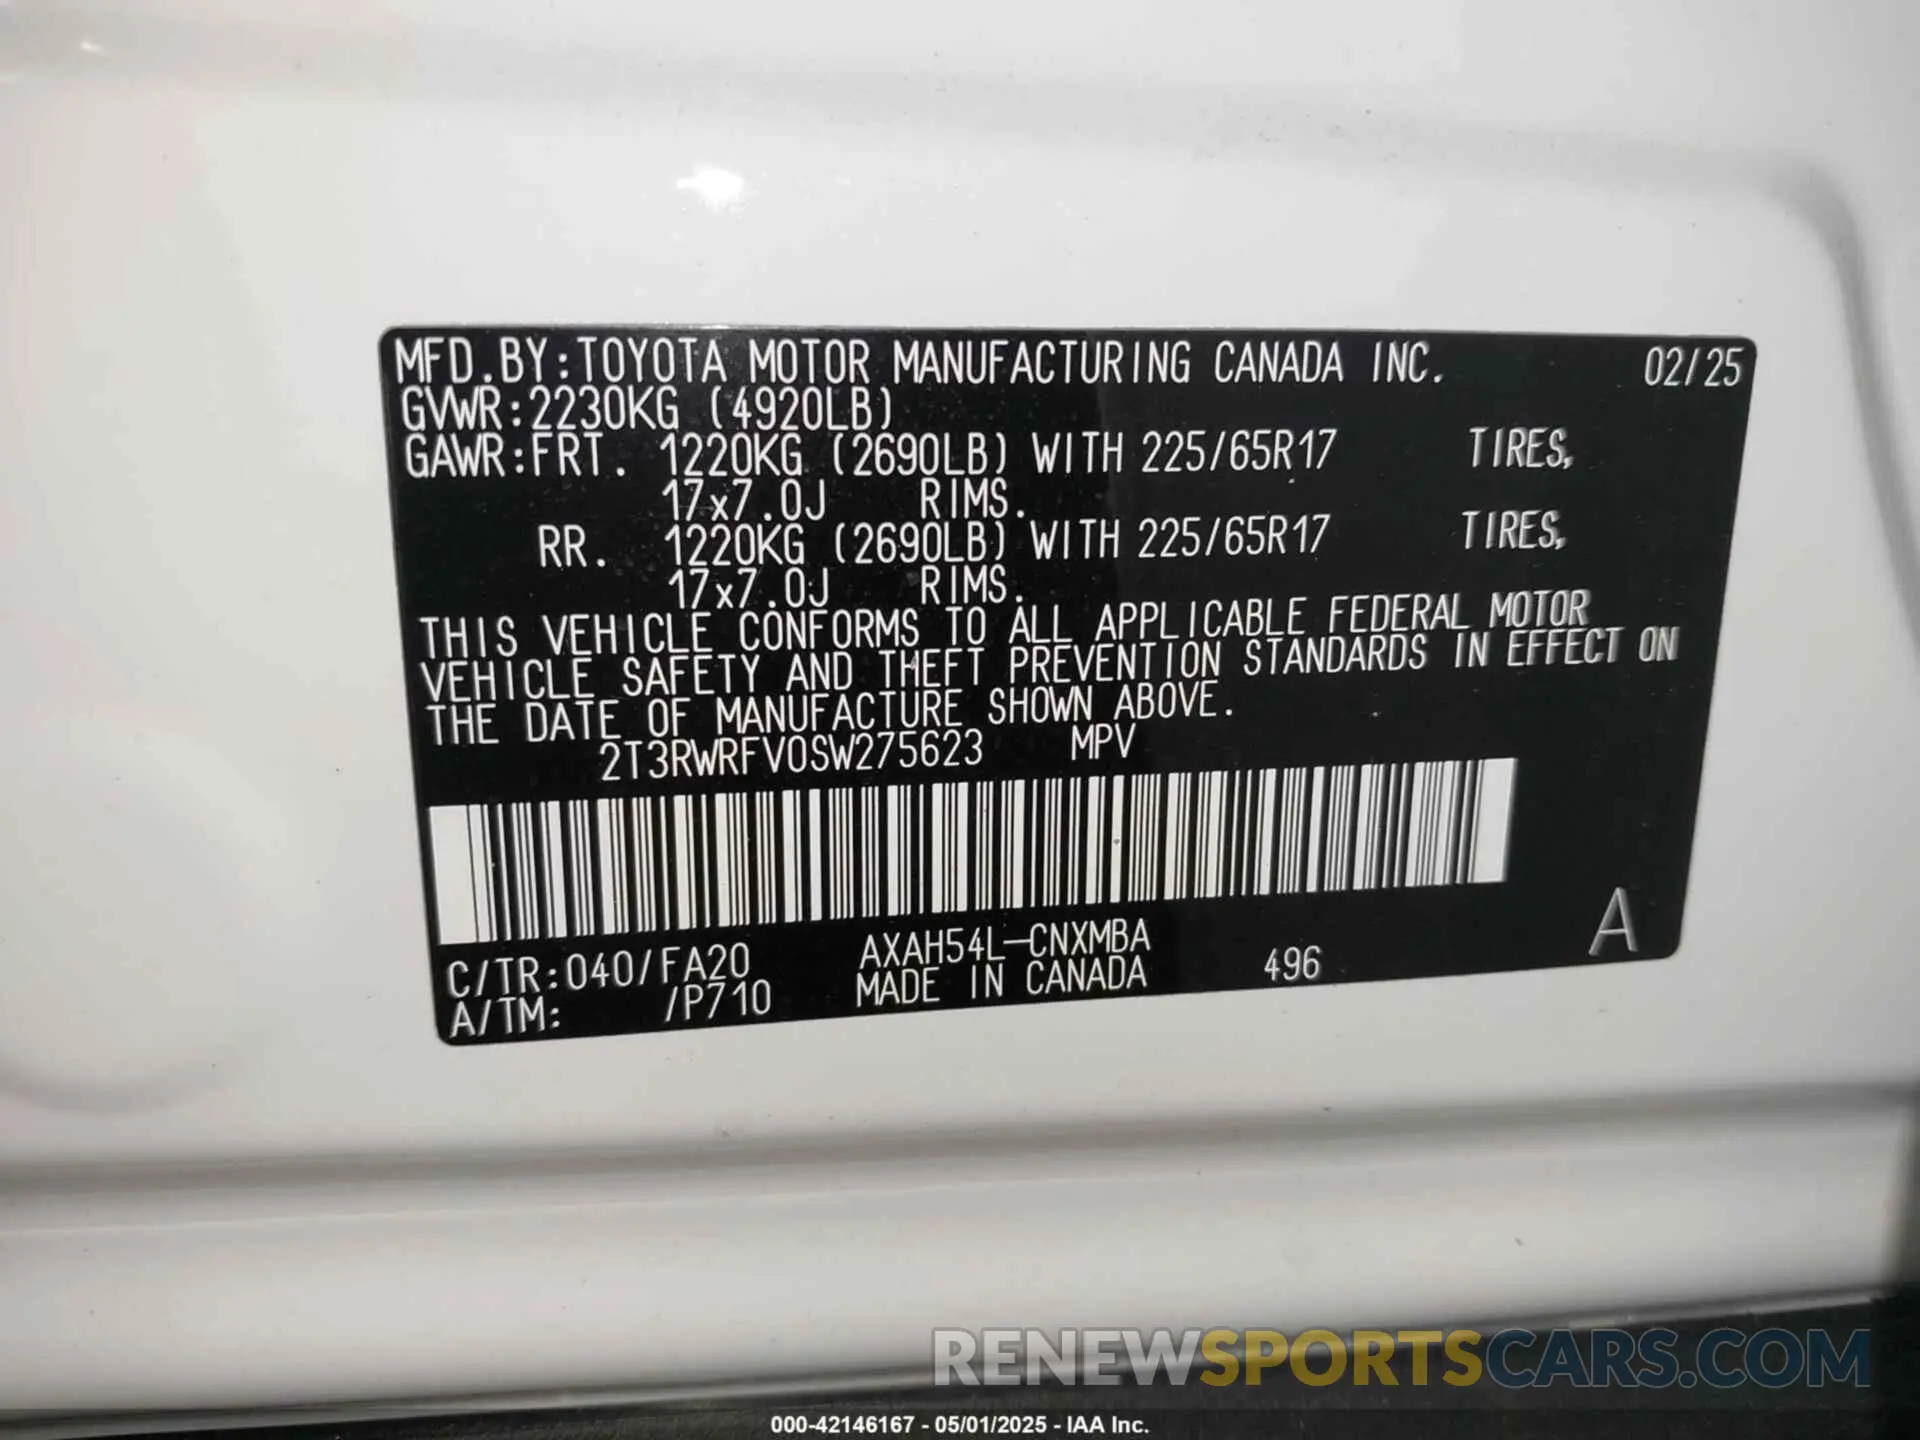 MFD.BY:TOYOTA MOTOR MANUFACTURING CANADA INC. 02/25
GVWR:2230KG (4920LB)
GAWR:FRT. 1220KG (2690LB) WITH 225/65R17 TIRES,
17x7.0J RIMS.
RR. 1220KG (2690LB) WITH 225/65R17 TIRES,
17x7.0J RIMS.
THIS VEHICLE CONFORMS TO ALL APPLICABLE FEDERAL MOTOR
VEHICLE SAFETY AND THEFT PREVENTION STANDARDS IN EFFECT ON
THE DATE OF MANUFACTURE SHOWN ABOVE.
2T3RWRFV0SW275623 MPV
C/TR:040/FA20 AXAH54L-CNXMBA 496 A
A/TM: /P710 MADE IN CANADA
RENEWSPORTSCARS.COM
000-42146167 - 05/01/2025 - IAA Inc.